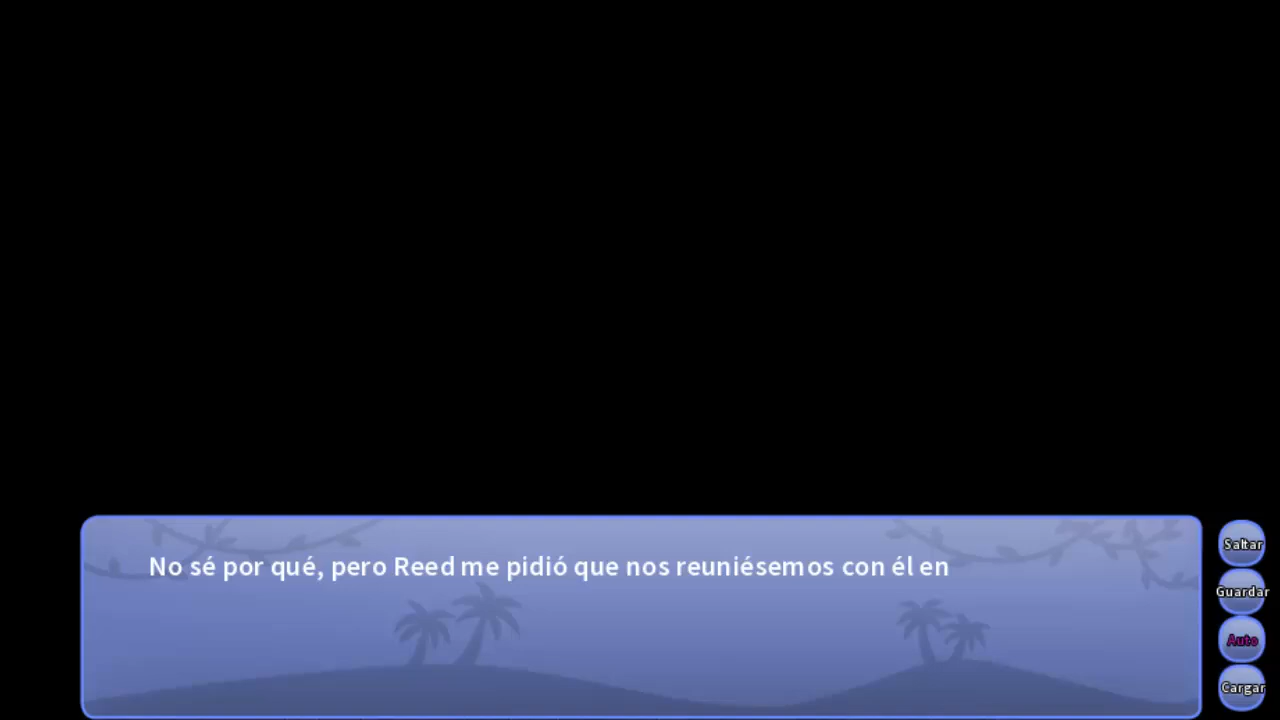 No sé por qué, pero Reed me pidió que nos reuniésemos con él en
Saltar
Guardar
Auto
Cargar